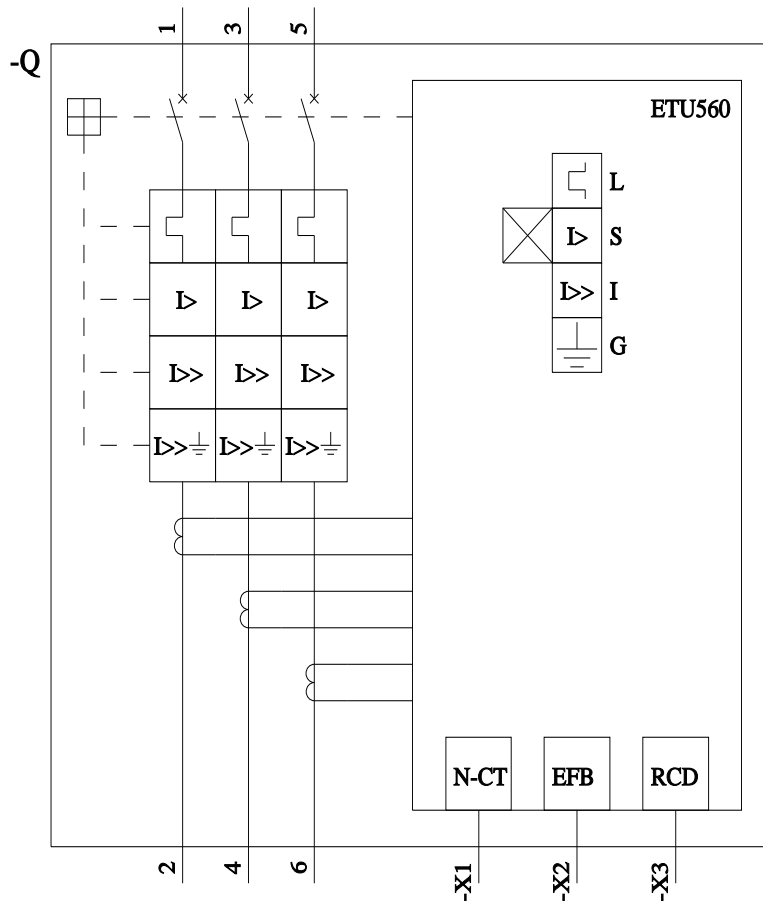 1 3 5
-Q
ETU560
L
I> S
I>> I
G
I> I> I>
I>> I>> I>>
I>> I>> I>>
N-CT EFB RCD
2 4 6 -X1 -X2 -X3